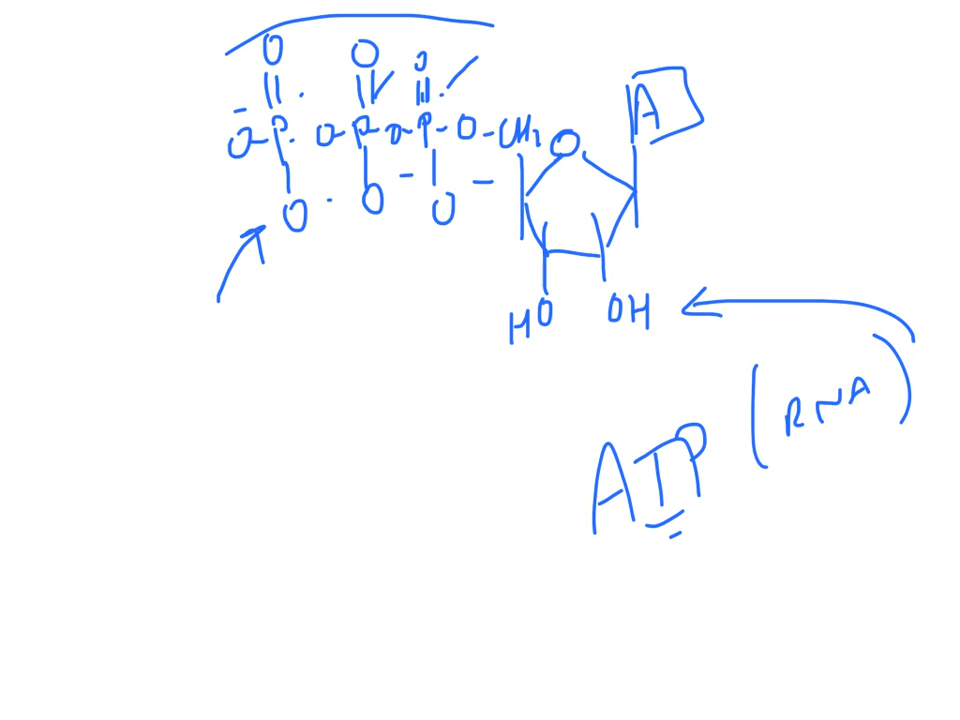 O O O
-O-P O-P-O-P-O-CH2 O A
O O O
HO OH
(RNA)
ATP